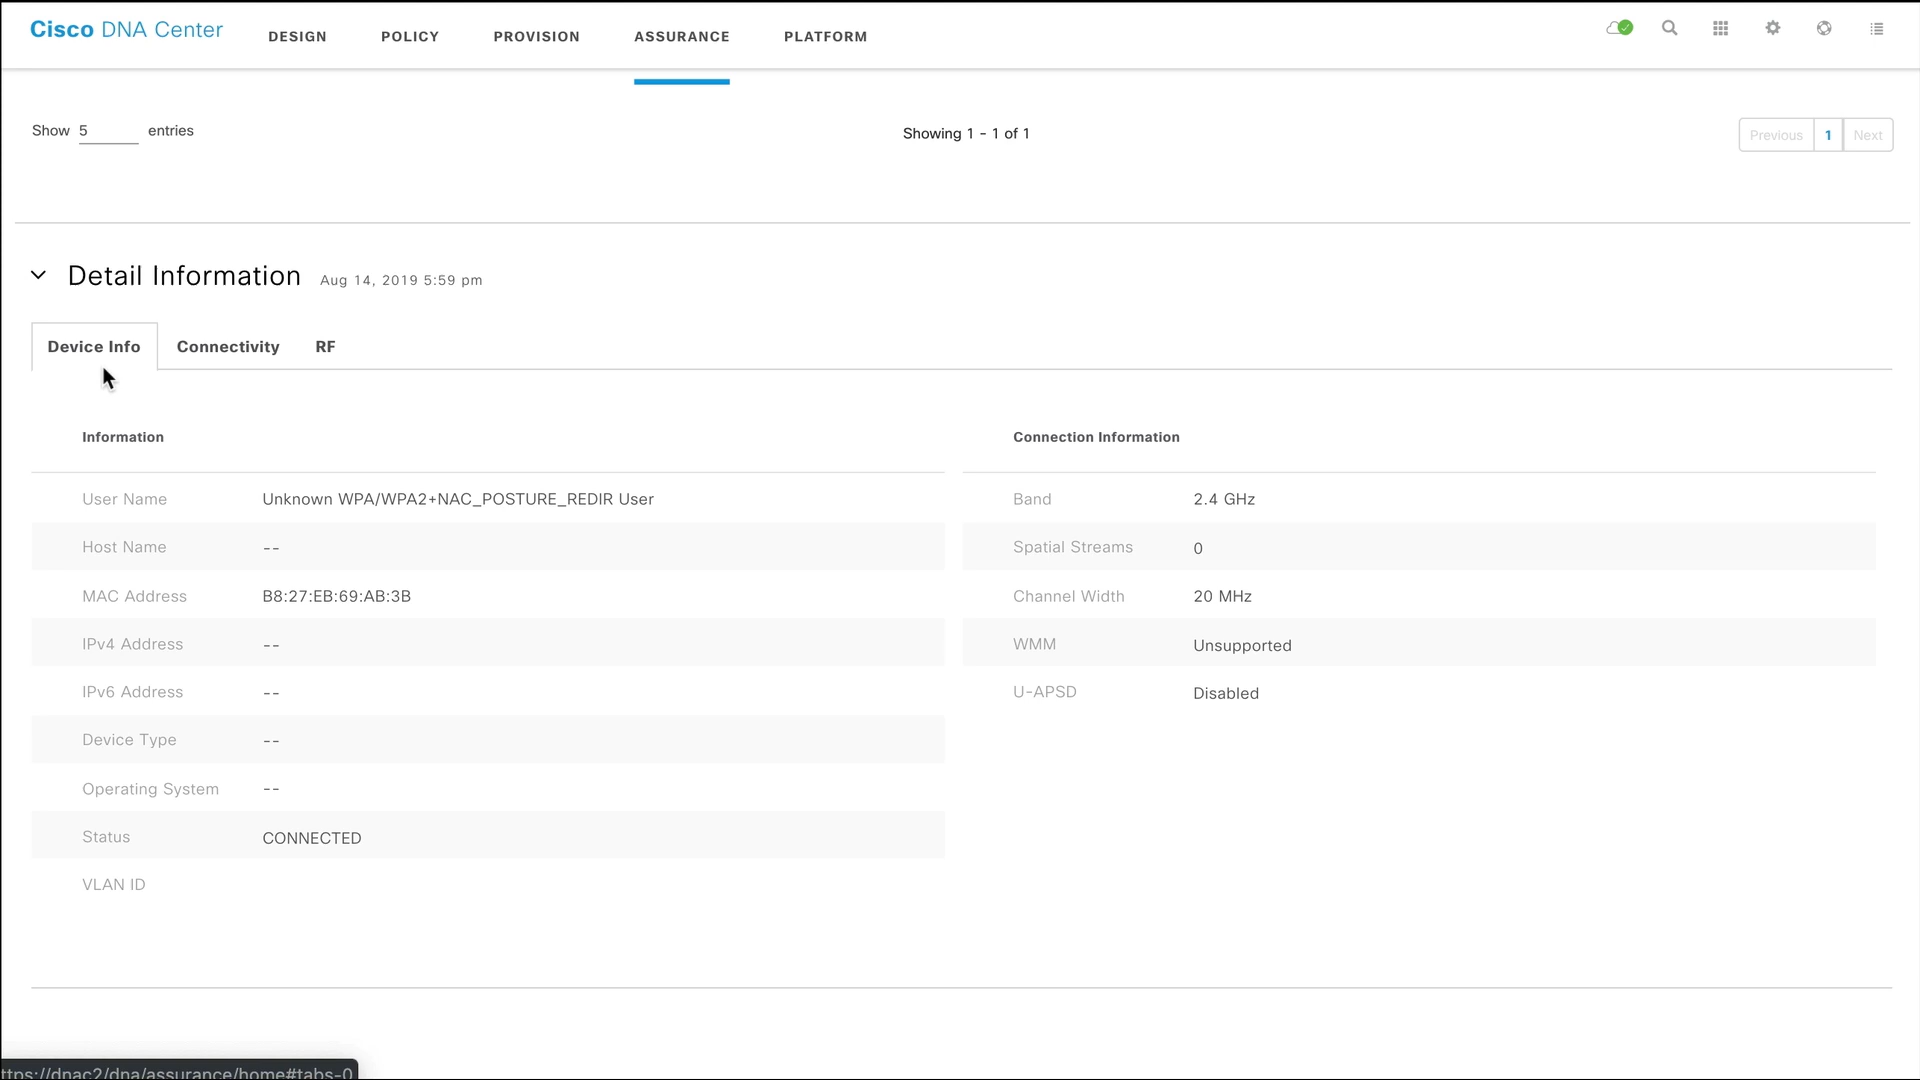 Cisco DNA Center
DESIGN
POLICY
PROVISION
ASSURANCE
PLATFORM
Show 5 entries
Showing 1 - 1 of 1
Previous 1 Next
Detail Information Aug 14, 2019 5:59 pm
Device Info
Connectivity
RF
Information
User Name Unknown WPA/WPA2+NAC_POSTURE_REDIR User
Host Name --
MAC Address B8:27:EB:69:AB:3B
IPv4 Address --
IPv6 Address --
Device Type --
Operating System --
Status CONNECTED
VLAN ID
Connection Information
Band 2.4 GHz
Spatial Streams 0
Channel Width 20 MHz
WMM Unsupported
U-APSD Disabled
ttps://dnac2/dna/assurance/home#tabs-0